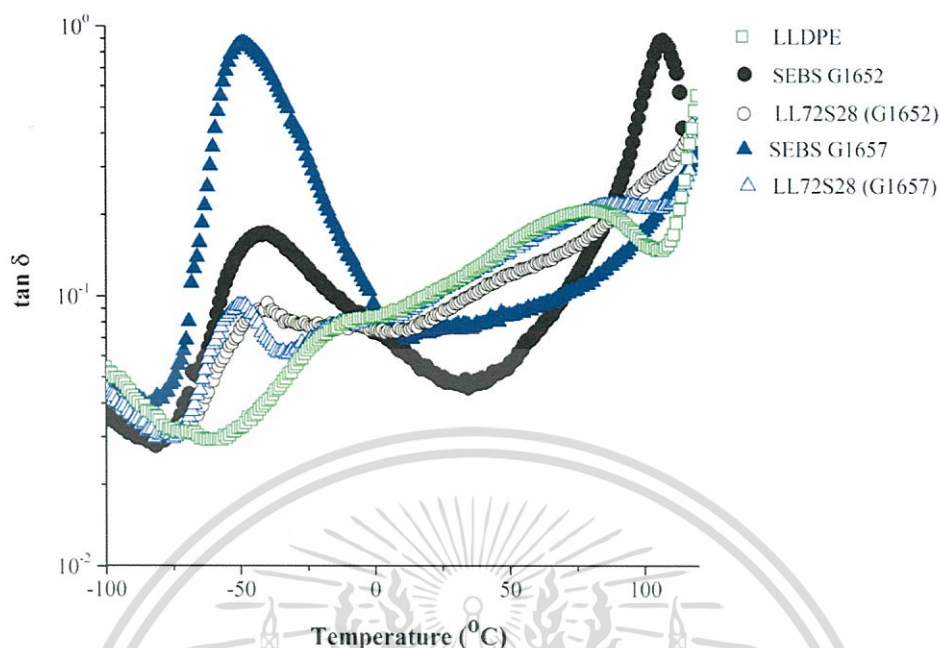 10⁰
10⁻¹
10⁻²
tan δ
-100
-50
0
50
100
Temperature (⁰C)
LLDPE
SEBS G1652
LL72S28 (G1652)
SEBS G1657
LL72S28 (G1657)